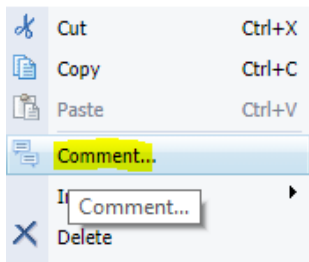 Cut Ctrl+X
Copy Ctrl+C
Paste Ctrl+V
Comment...
Comment...
Delete